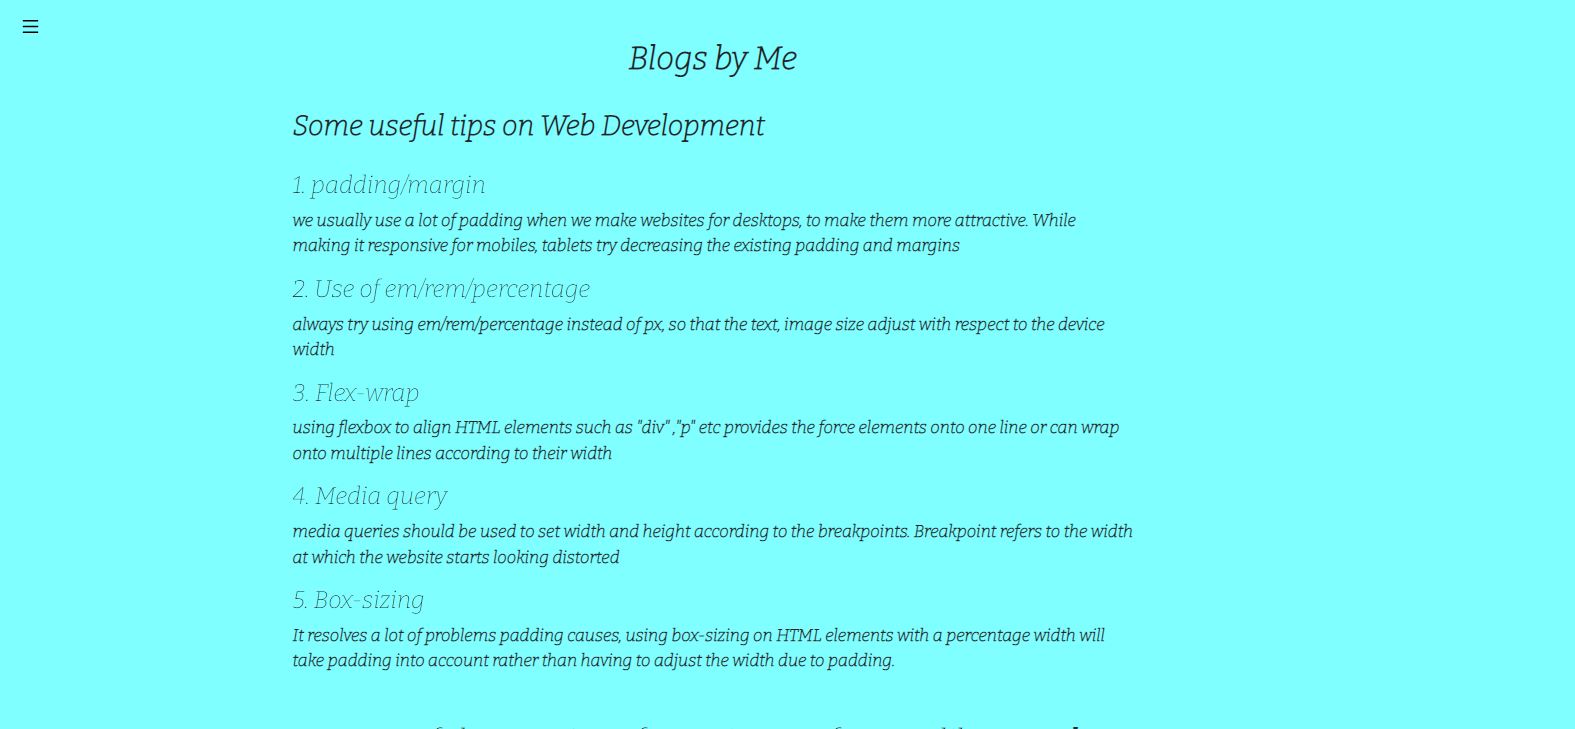 Blogs by Me
Some useful tips on Web Development
1. padding/margin
we usually use a lot of padding when we make websites for desktops, to make them more attractive. While
making it responsive for mobiles, tablets try decreasing the existing padding and margins
2. Use of em/rem/percentage
always try using em/rem/percentage instead of px, so that the text, image size adjust with respect to the device
width
3. Flex-wrap
using flexbox to align HTML elements such as "div" ,"p" etc provides the force elements onto one line or can wrap
onto multiple lines according to their width
4. Media query
media queries should be used to set width and height according to the breakpoints. Breakpoint refers to the width
at which the website starts looking distorted
5. Box-sizing
It resolves a lot of problems padding causes, using box-sizing on HTML elements with a percentage width will
take padding into account rather than having to adjust the width due to padding.